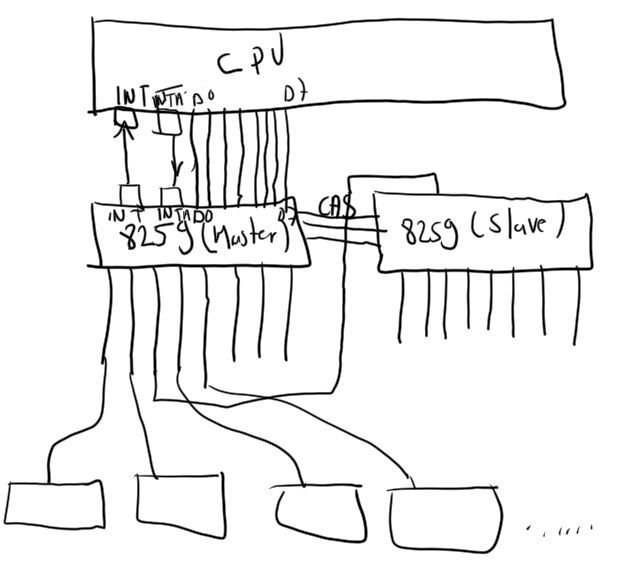 CPU
INT INTA D0 D7
INT INTA D0 D7
8259 (Master)
CAS
8259 (Slave)